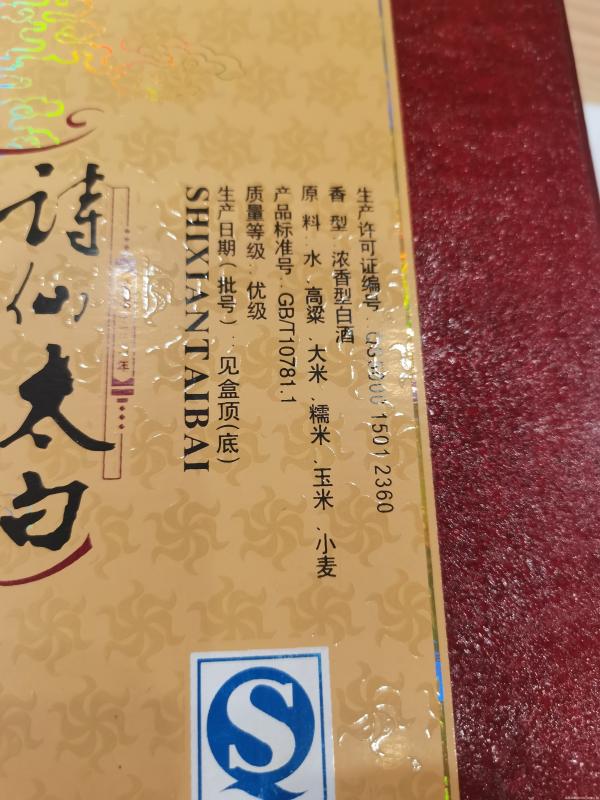 生产许可证编号：
1501 2360
香 型：浓香型白酒
原 料：水、高粱、大米、糯米、玉米、小麦
产品标准号：GB/T10781.1
质量等级：优级
生产日期（批号）：见盒顶(底)
SHIXIANTAIBAI
诗仙太白
S